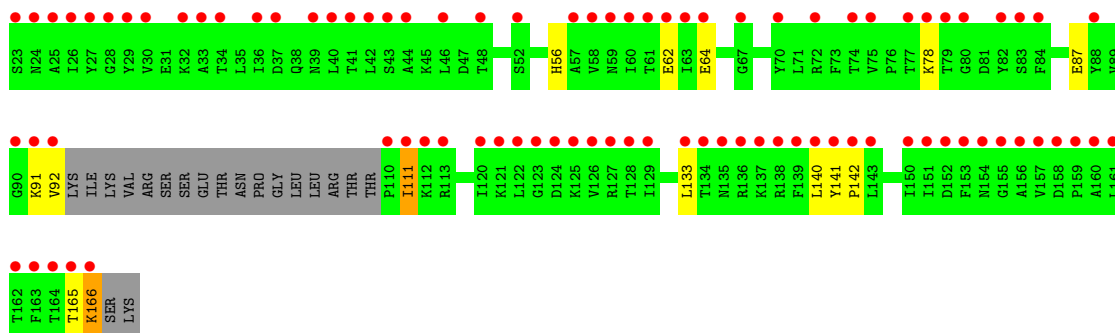 S23 N24 A25 I26 Y27 G28 Y29 V30 E31 K32 A33 T34 L35 I36 D37 Q38 N39 L40 T41 L42 S43 A44 K45 L46 D47 T48 S52 H56 A57 V58 N59 I60 T61 E62 I63 E64 G67 Y70 L71 R72 F73 T74 V75 P76 T77 K78 T79 G80 D81 Y82 S83 F84 E87 Y88 V89
G90 K91 V92 LYS ILE LYS VAL ARG SER SER GLU THR ASN PRO GLY LEU LEU ARG THR THR P110 I111 K112 R113 I120 K121 L122 G123 D124 K125 V126 R127 T128 I129 L133 T134 N135 R136 K137 R138 F139 L140 Y141 P142 L143 I150 I151 D152 F153 N154 G155 A156 V157 D158 P159 A160 L161
T162 F163 T164 T165 K166 SER LYS